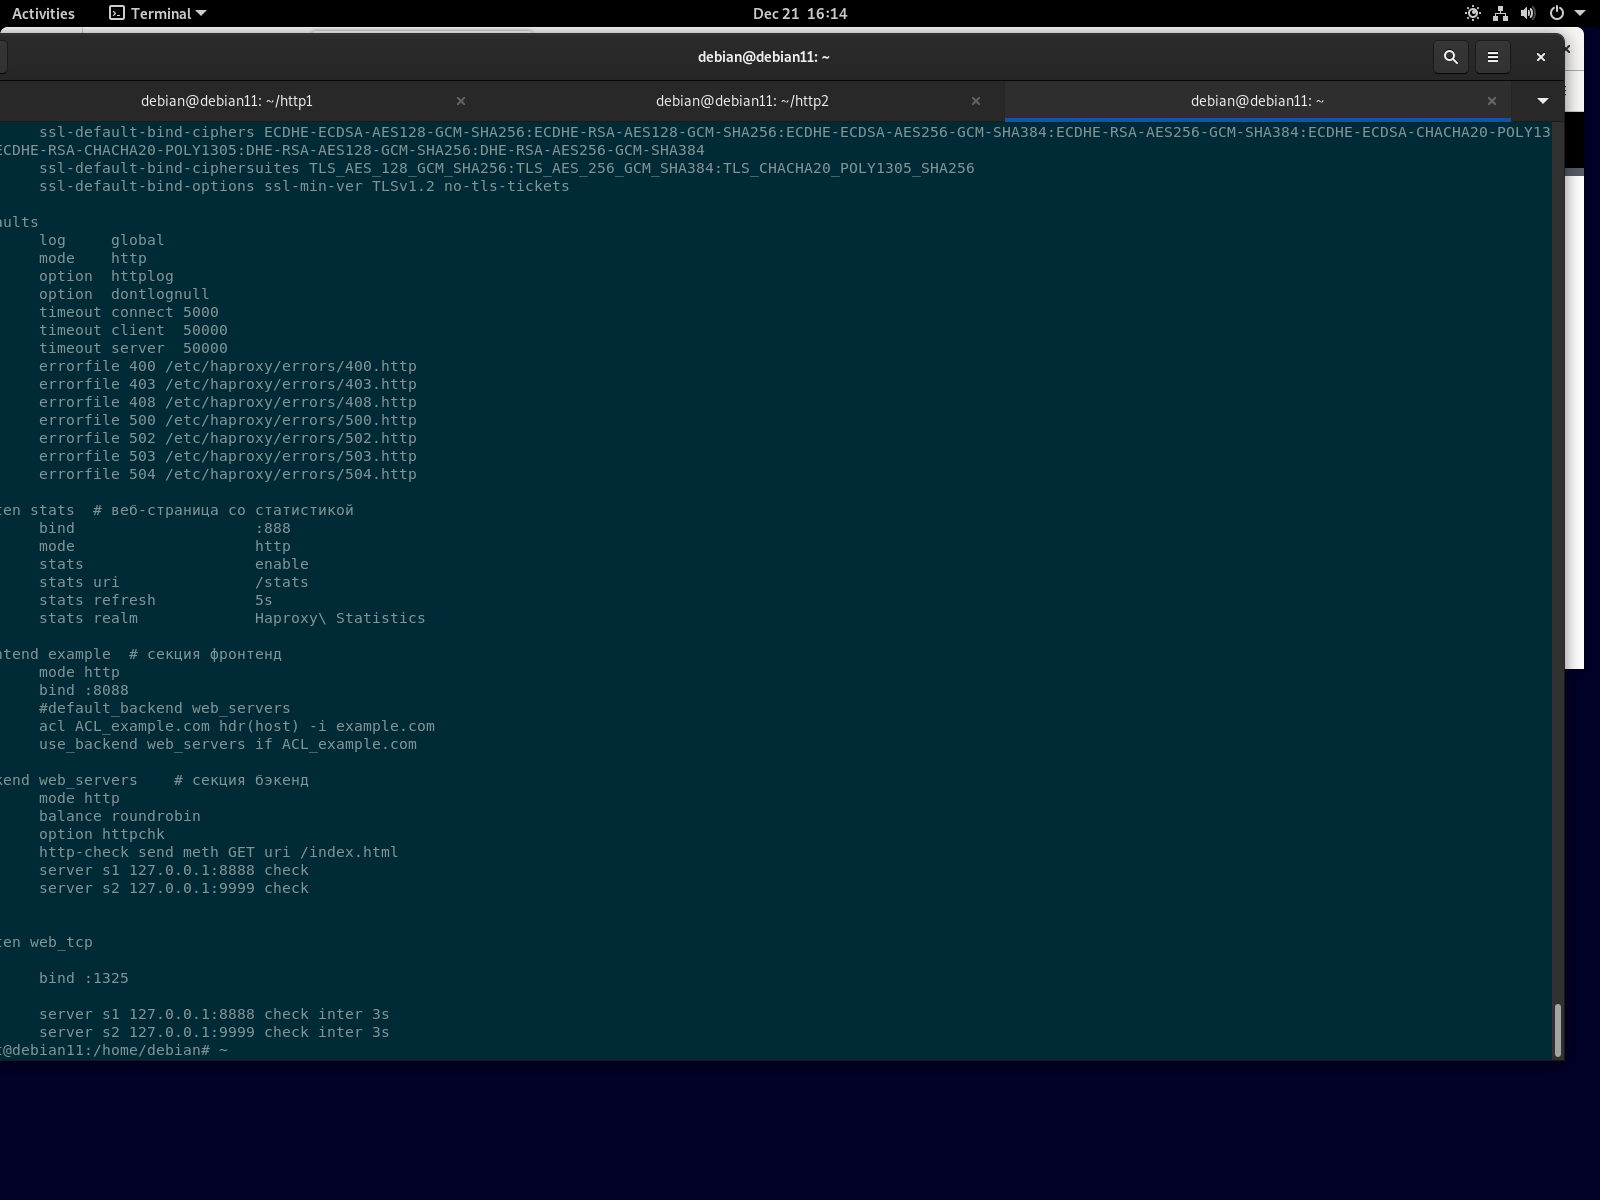 Activities
Terminal
Dec 21 16:14
debian@debian11: ~
debian@debian11: ~/http1
debian@debian11: ~/http2
debian@debian11: ~
ssl-default-bind-ciphers ECDHE-ECDSA-AES128-GCM-SHA256:ECDHE-RSA-AES128-GCM-SHA256:ECDHE-ECDSA-AES256-GCM-SHA384:ECDHE-RSA-AES256-GCM-SHA384:ECDHE-ECDSA-CHACHA20-POLY13
ECDHE-RSA-CHACHA20-POLY1305:DHE-RSA-AES128-GCM-SHA256:DHE-RSA-AES256-GCM-SHA384
ssl-default-bind-ciphersuites TLS_AES_128_GCM_SHA256:TLS_AES_256_GCM_SHA384:TLS_CHACHA20_POLY1305_SHA256
ssl-default-bind-options ssl-min-ver TLSv1.2 no-tls-tickets
aults
log     global
mode    http
option  httplog
option  dontlognull
timeout connect 5000
timeout client  50000
timeout server  50000
errorfile 400 /etc/haproxy/errors/400.http
errorfile 403 /etc/haproxy/errors/403.http
errorfile 408 /etc/haproxy/errors/408.http
errorfile 500 /etc/haproxy/errors/500.http
errorfile 502 /etc/haproxy/errors/502.http
errorfile 503 /etc/haproxy/errors/503.http
errorfile 504 /etc/haproxy/errors/504.http
ten stats  # веб-страница со статистикой
bind                    :888
mode                    http
stats                   enable
stats uri               /stats
stats refresh           5s
stats realm             Haproxy\ Statistics
ntend example  # секция фронтенд
mode http
bind :8088
#default_backend web_servers
acl ACL_example.com hdr(host) -i example.com
use_backend web_servers if ACL_example.com
kend web_servers    # секция бэкенд
mode http
balance roundrobin
option httpchk
http-check send meth GET uri /index.html
server s1 127.0.0.1:8888 check
server s2 127.0.0.1:9999 check
ten web_tcp
bind :1325
server s1 127.0.0.1:8888 check inter 3s
server s2 127.0.0.1:9999 check inter 3s
t@debian11:/home/debian# ~